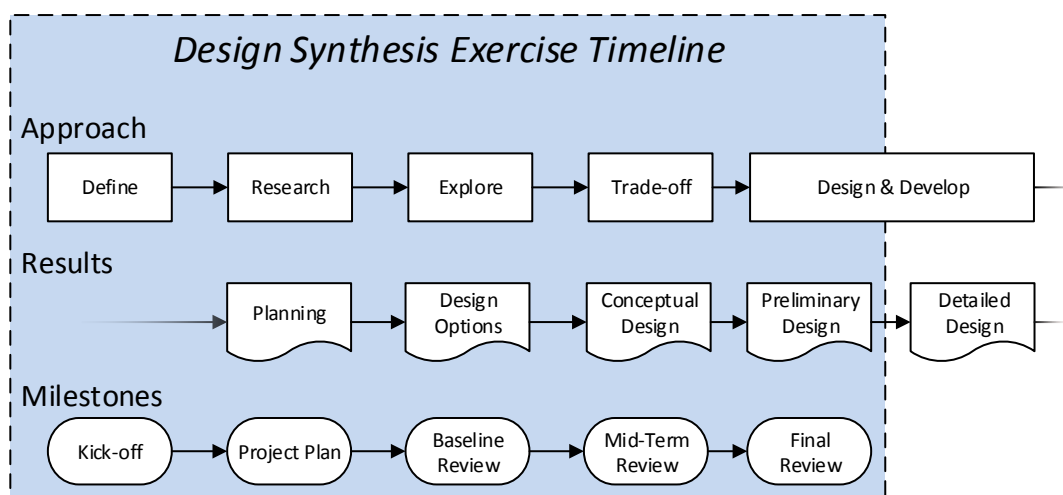 Design Synthesis Exercise Timeline
Approach
Define
Research
Explore
Trade-off
Design & Develop
Results
Planning
Design
Options
Conceptual
Design
Preliminary
Design
Detailed
Design
Milestones
Kick-off
Project Plan
Baseline
Review
Mid-Term
Review
Final
Review